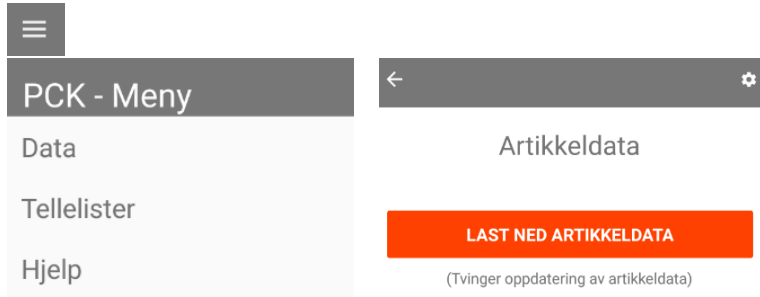 PCK - Meny
Data
Tellelister
Hjelp
Artikkeldata
LAST NED ARTIKKELDATA
(Tvinger oppdatering av artikkeldata)